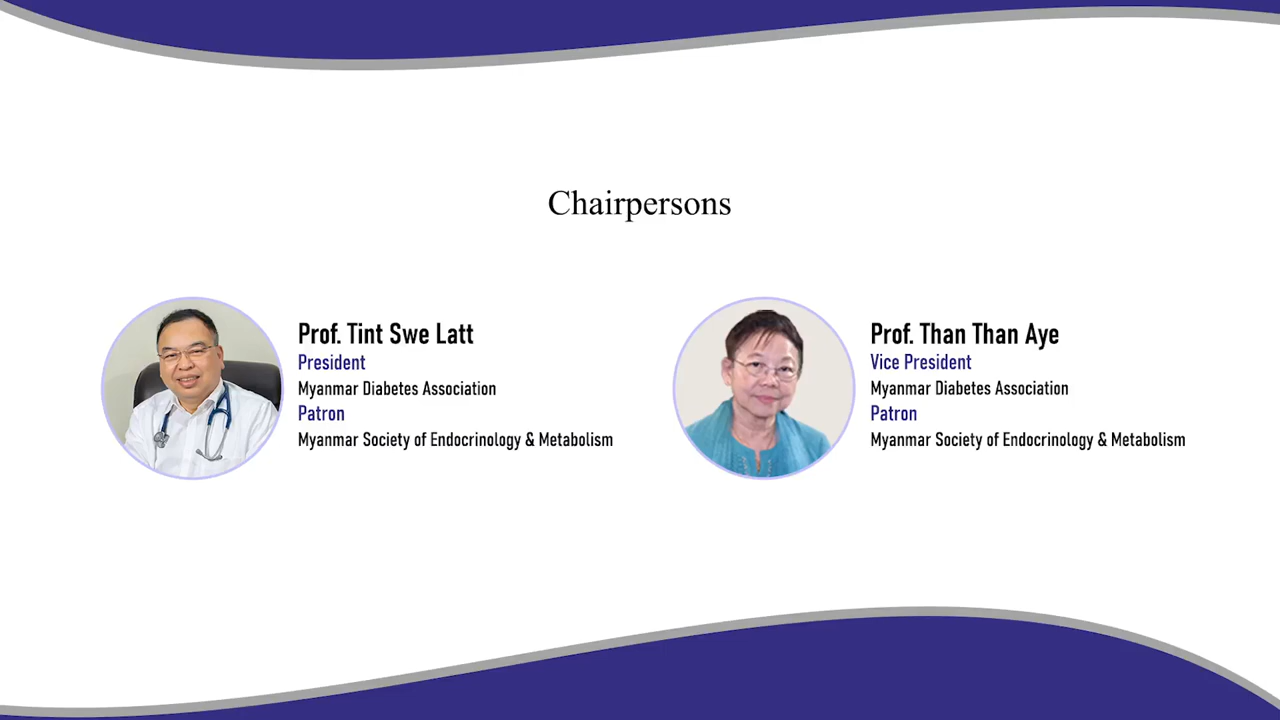 Chairpersons
Prof. Tint Swe Latt
President
Myanmar Diabetes Association
Patron
Myanmar Society of Endocrinology & Metabolism
Prof. Than Than Aye
Vice President
Myanmar Diabetes Association
Patron
Myanmar Society of Endocrinology & Metabolism